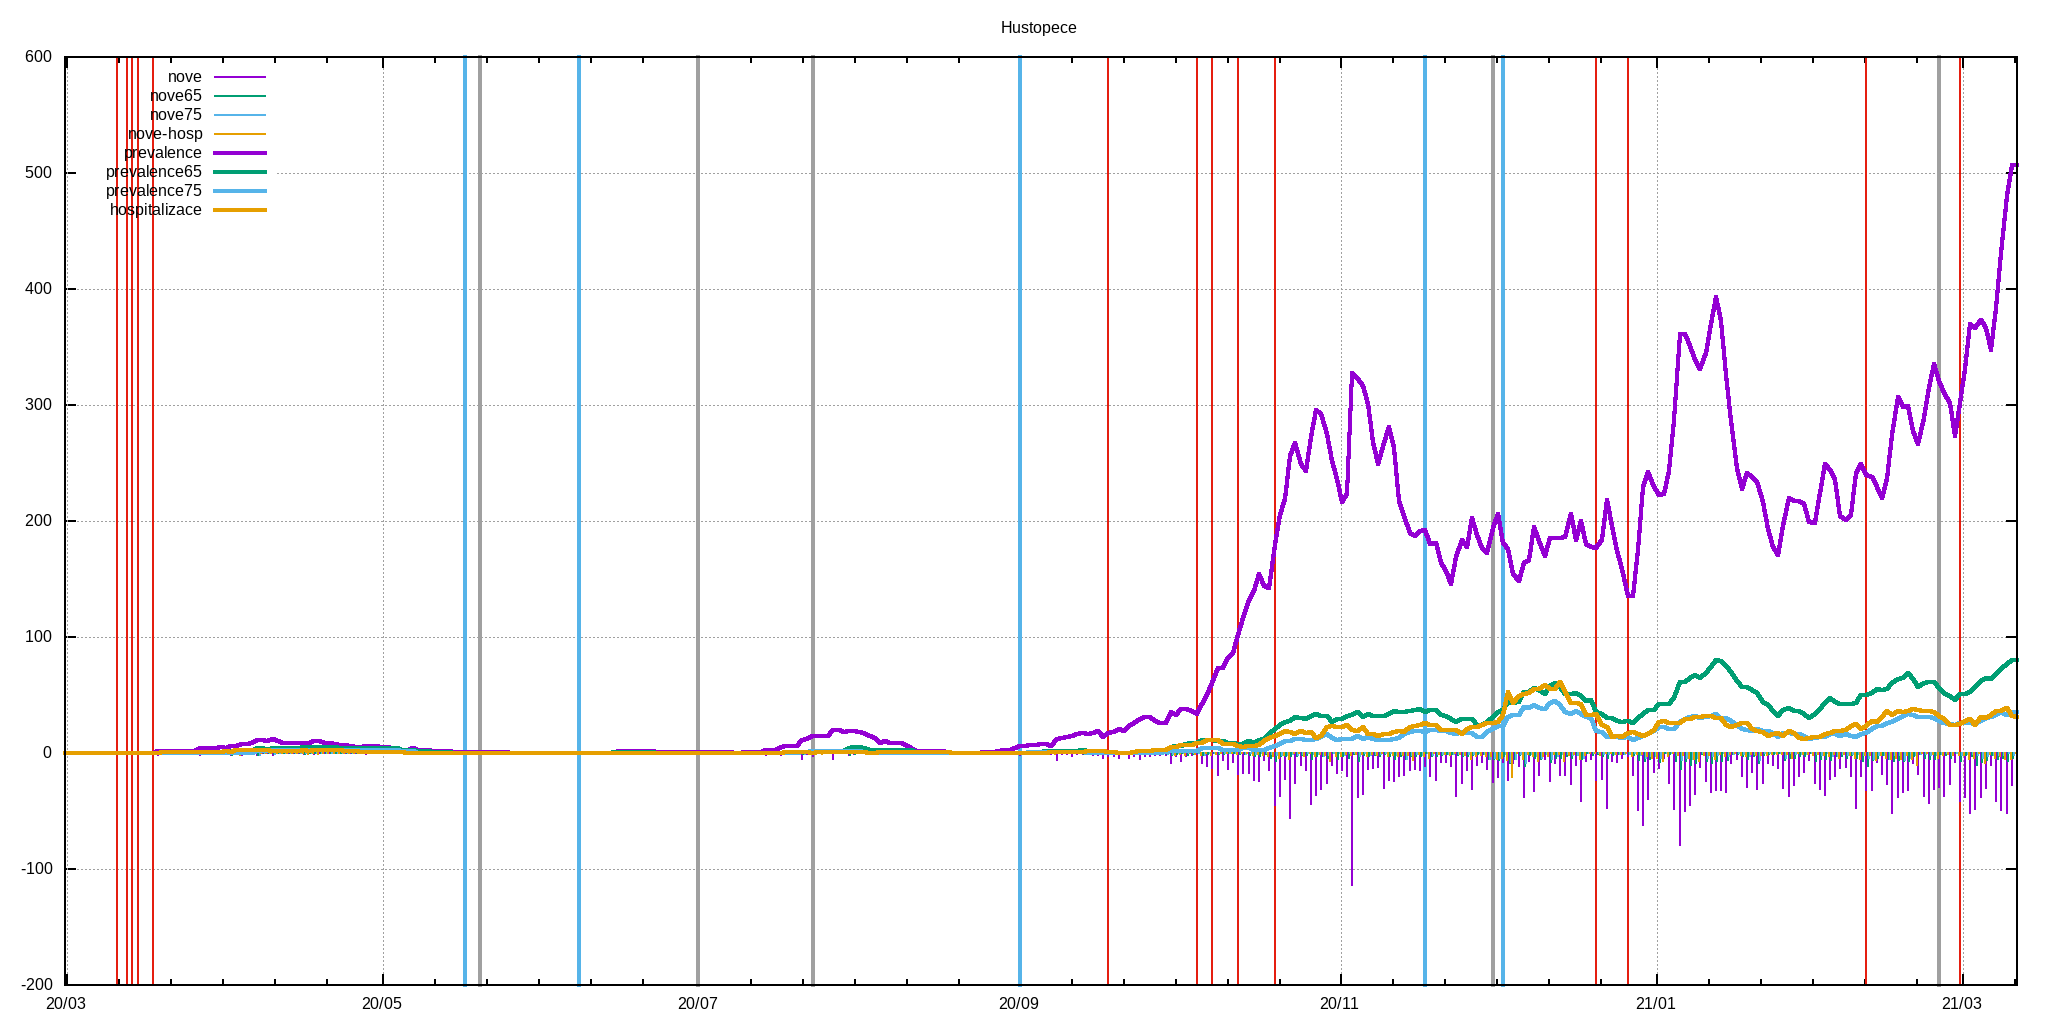 Hustopece
600
500
400
300
200
100
0
-100
-200
nove
nove65
nove75
nove-hosp
prevalence
prevalence65
prevalence75
hospitalizace
20/03 20/05 20/07 20/09 20/11 21/01 21/03